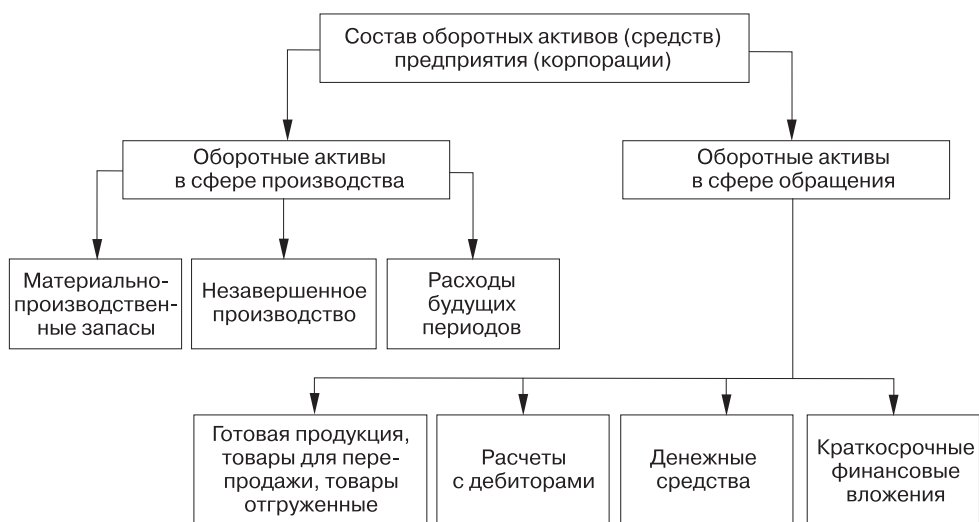 Состав оборотных активов (средств)
предприятия (корпорации)
Оборотные активы
в сфере производства
Оборотные активы
в сфере обращения
Материально-
производствен-
ные запасы
Незавершенное
производство
Расходы
будущих
периодов
Готовая продукция,
товары для пере-
продажи, товары
отгруженные
Расчеты
с дебиторами
Денежные
средства
Краткосрочные
финансовые
вложения